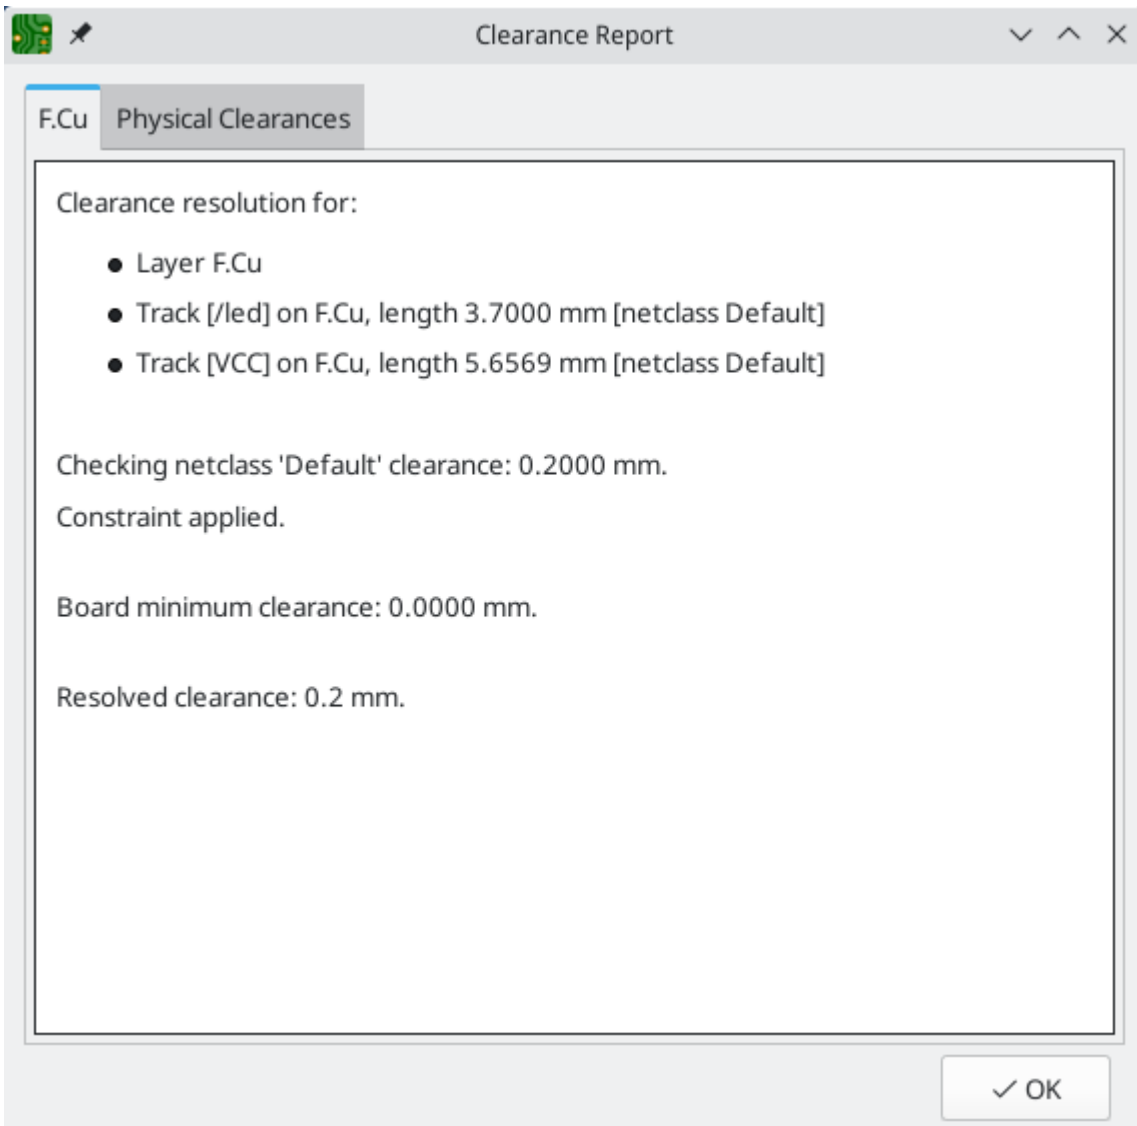 Clearance Report
F.Cu Physical Clearances
Clearance resolution for:
● Layer F.Cu
● Track [/led] on F.Cu, length 3.7000 mm [netclass Default]
● Track [VCC] on F.Cu, length 5.6569 mm [netclass Default]
Checking netclass 'Default' clearance: 0.2000 mm.
Constraint applied.
Board minimum clearance: 0.0000 mm.
Resolved clearance: 0.2 mm.
OK